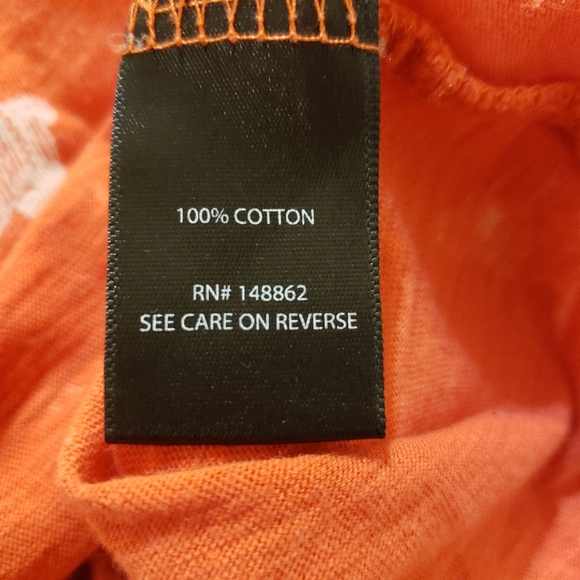 100% COTTON
RN# 148862
SEE CARE ON REVERSE